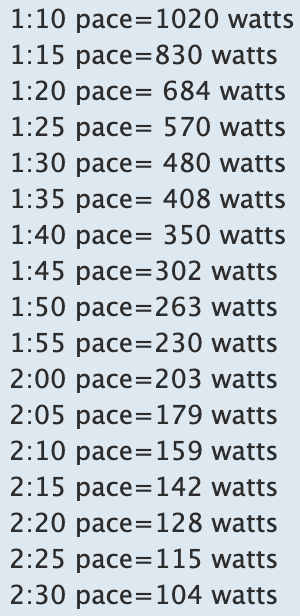 1:10 pace=1020 watts
1:15 pace=830 watts
1:20 pace= 684 watts
1:25 pace= 570 watts
1:30 pace= 480 watts
1:35 pace= 408 watts
1:40 pace= 350 watts
1:45 pace=302 watts
1:50 pace=263 watts
1:55 pace=230 watts
2:00 pace=203 watts
2:05 pace=179 watts
2:10 pace=159 watts
2:15 pace=142 watts
2:20 pace=128 watts
2:25 pace=115 watts
2:30 pace=104 watts